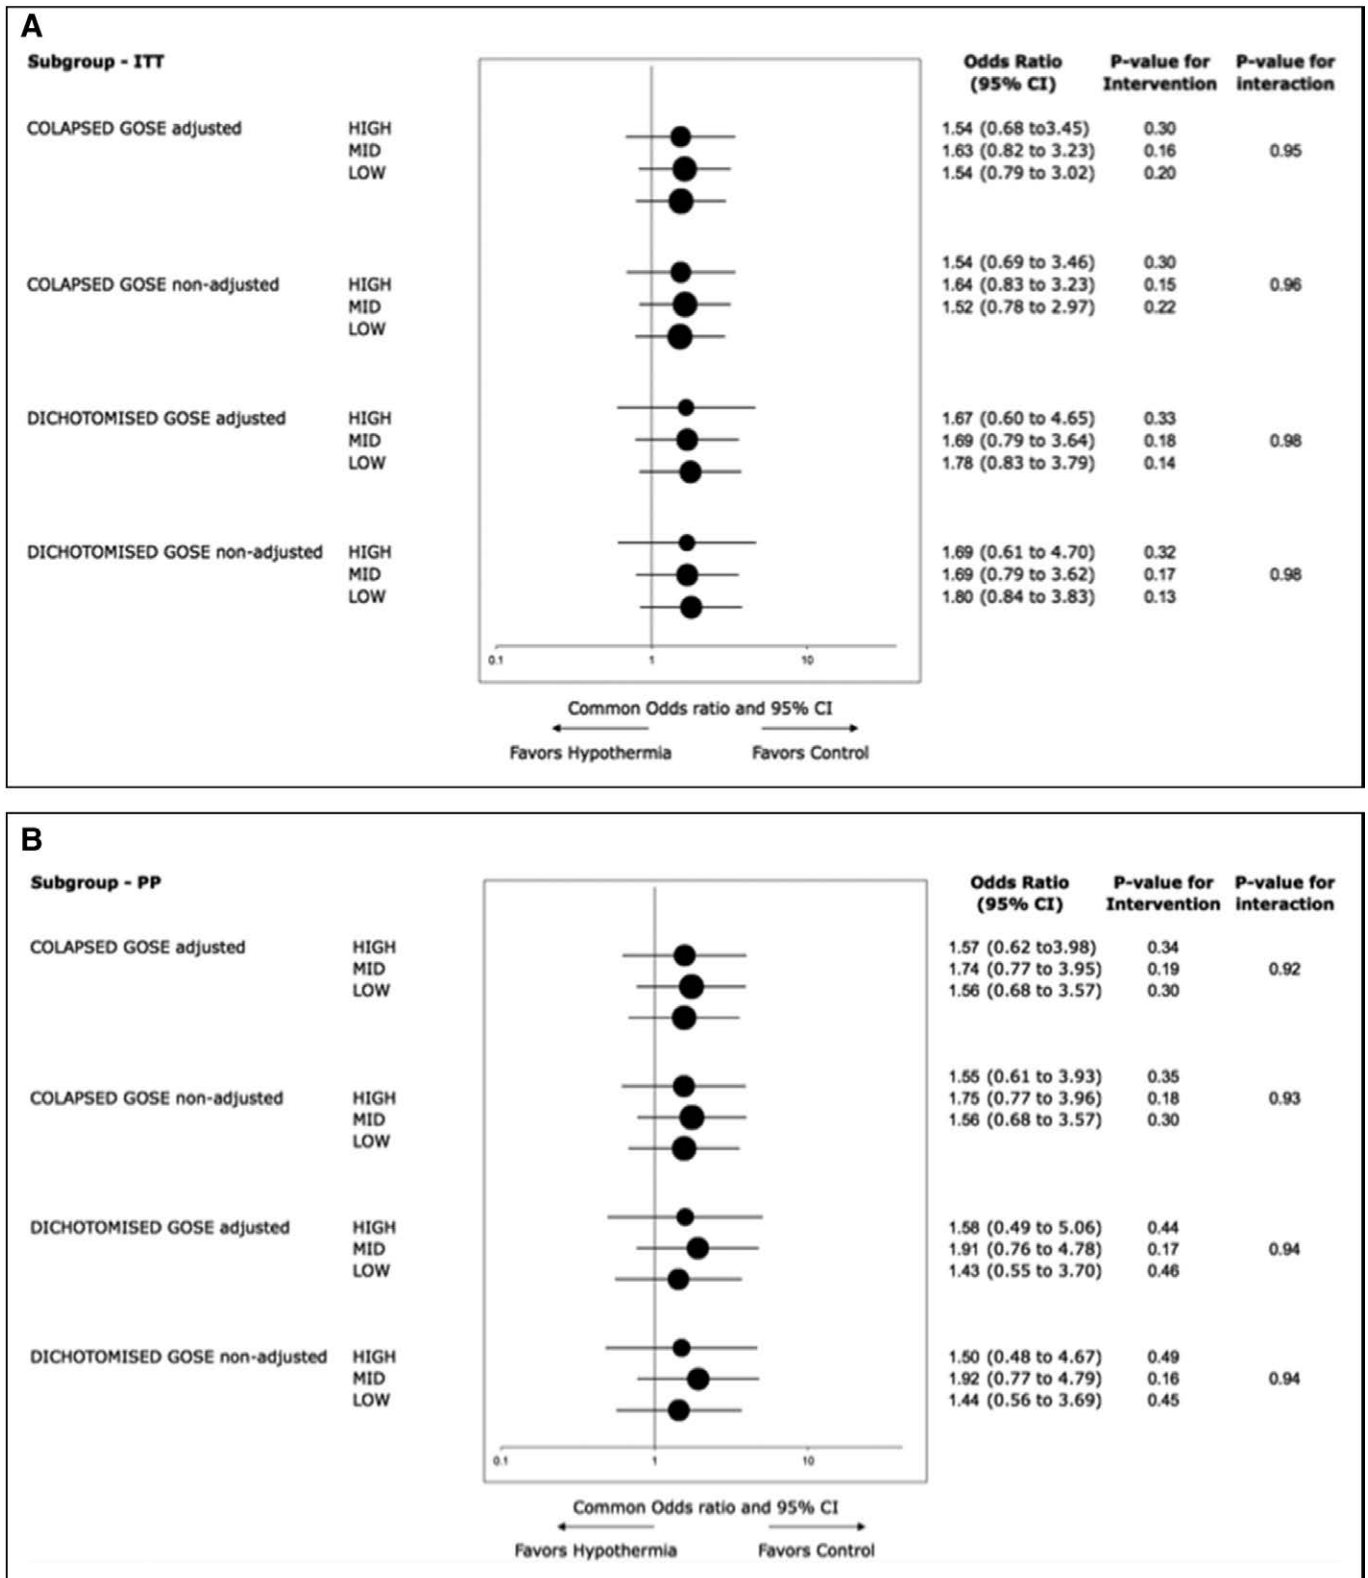 A
Subgroup - ITT
Odds Ratio (95% CI)
P-value for Intervention
P-value for interaction
COLAPSED GOSE adjusted HIGH 1.54 (0.68 to3.45) 0.30
MID 1.63 (0.82 to 3.23) 0.16 0.95
LOW 1.54 (0.79 to 3.02) 0.20
1.54 (0.69 to 3.46) 0.30
COLAPSED GOSE non-adjusted HIGH 1.64 (0.83 to 3.23) 0.15 0.96
MID 1.52 (0.78 to 2.97) 0.22
LOW
DICHOTOMISED GOSE adjusted HIGH 1.67 (0.60 to 4.65) 0.33
MID 1.69 (0.79 to 3.64) 0.18 0.98
LOW 1.78 (0.83 to 3.79) 0.14
DICHOTOMISED GOSE non-adjusted HIGH 1.69 (0.61 to 4.70) 0.32
MID 1.69 (0.79 to 3.62) 0.17 0.98
LOW 1.80 (0.84 to 3.83) 0.13
0.1 1 10
Common Odds ratio and 95% CI
Favors Hypothermia Favors Control
B
Subgroup - PP
Odds Ratio (95% CI)
P-value for Intervention
P-value for interaction
COLAPSED GOSE adjusted HIGH 1.57 (0.62 to3.98) 0.34
MID 1.74 (0.77 to 3.95) 0.19 0.92
LOW 1.56 (0.68 to 3.57) 0.30
1.55 (0.61 to 3.93) 0.35
COLAPSED GOSE non-adjusted HIGH 1.75 (0.77 to 3.96) 0.18 0.93
MID 1.56 (0.68 to 3.57) 0.30
LOW
DICHOTOMISED GOSE adjusted HIGH 1.58 (0.49 to 5.06) 0.44
MID 1.91 (0.76 to 4.78) 0.17 0.94
LOW 1.43 (0.55 to 3.70) 0.46
DICHOTOMISED GOSE non-adjusted HIGH 1.50 (0.48 to 4.67) 0.49
MID 1.92 (0.77 to 4.79) 0.16 0.94
LOW 1.44 (0.56 to 3.69) 0.45
0.1 1 10
Common Odds ratio and 95% CI
Favors Hypothermia Favors Control